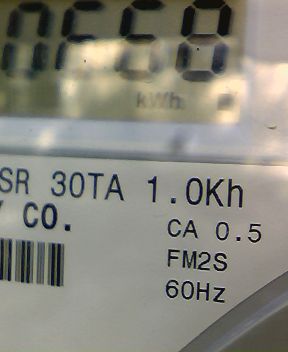 kWh
SR 30TA 1.0Kh
Y CO.
CA 0.5
FM2S
60Hz